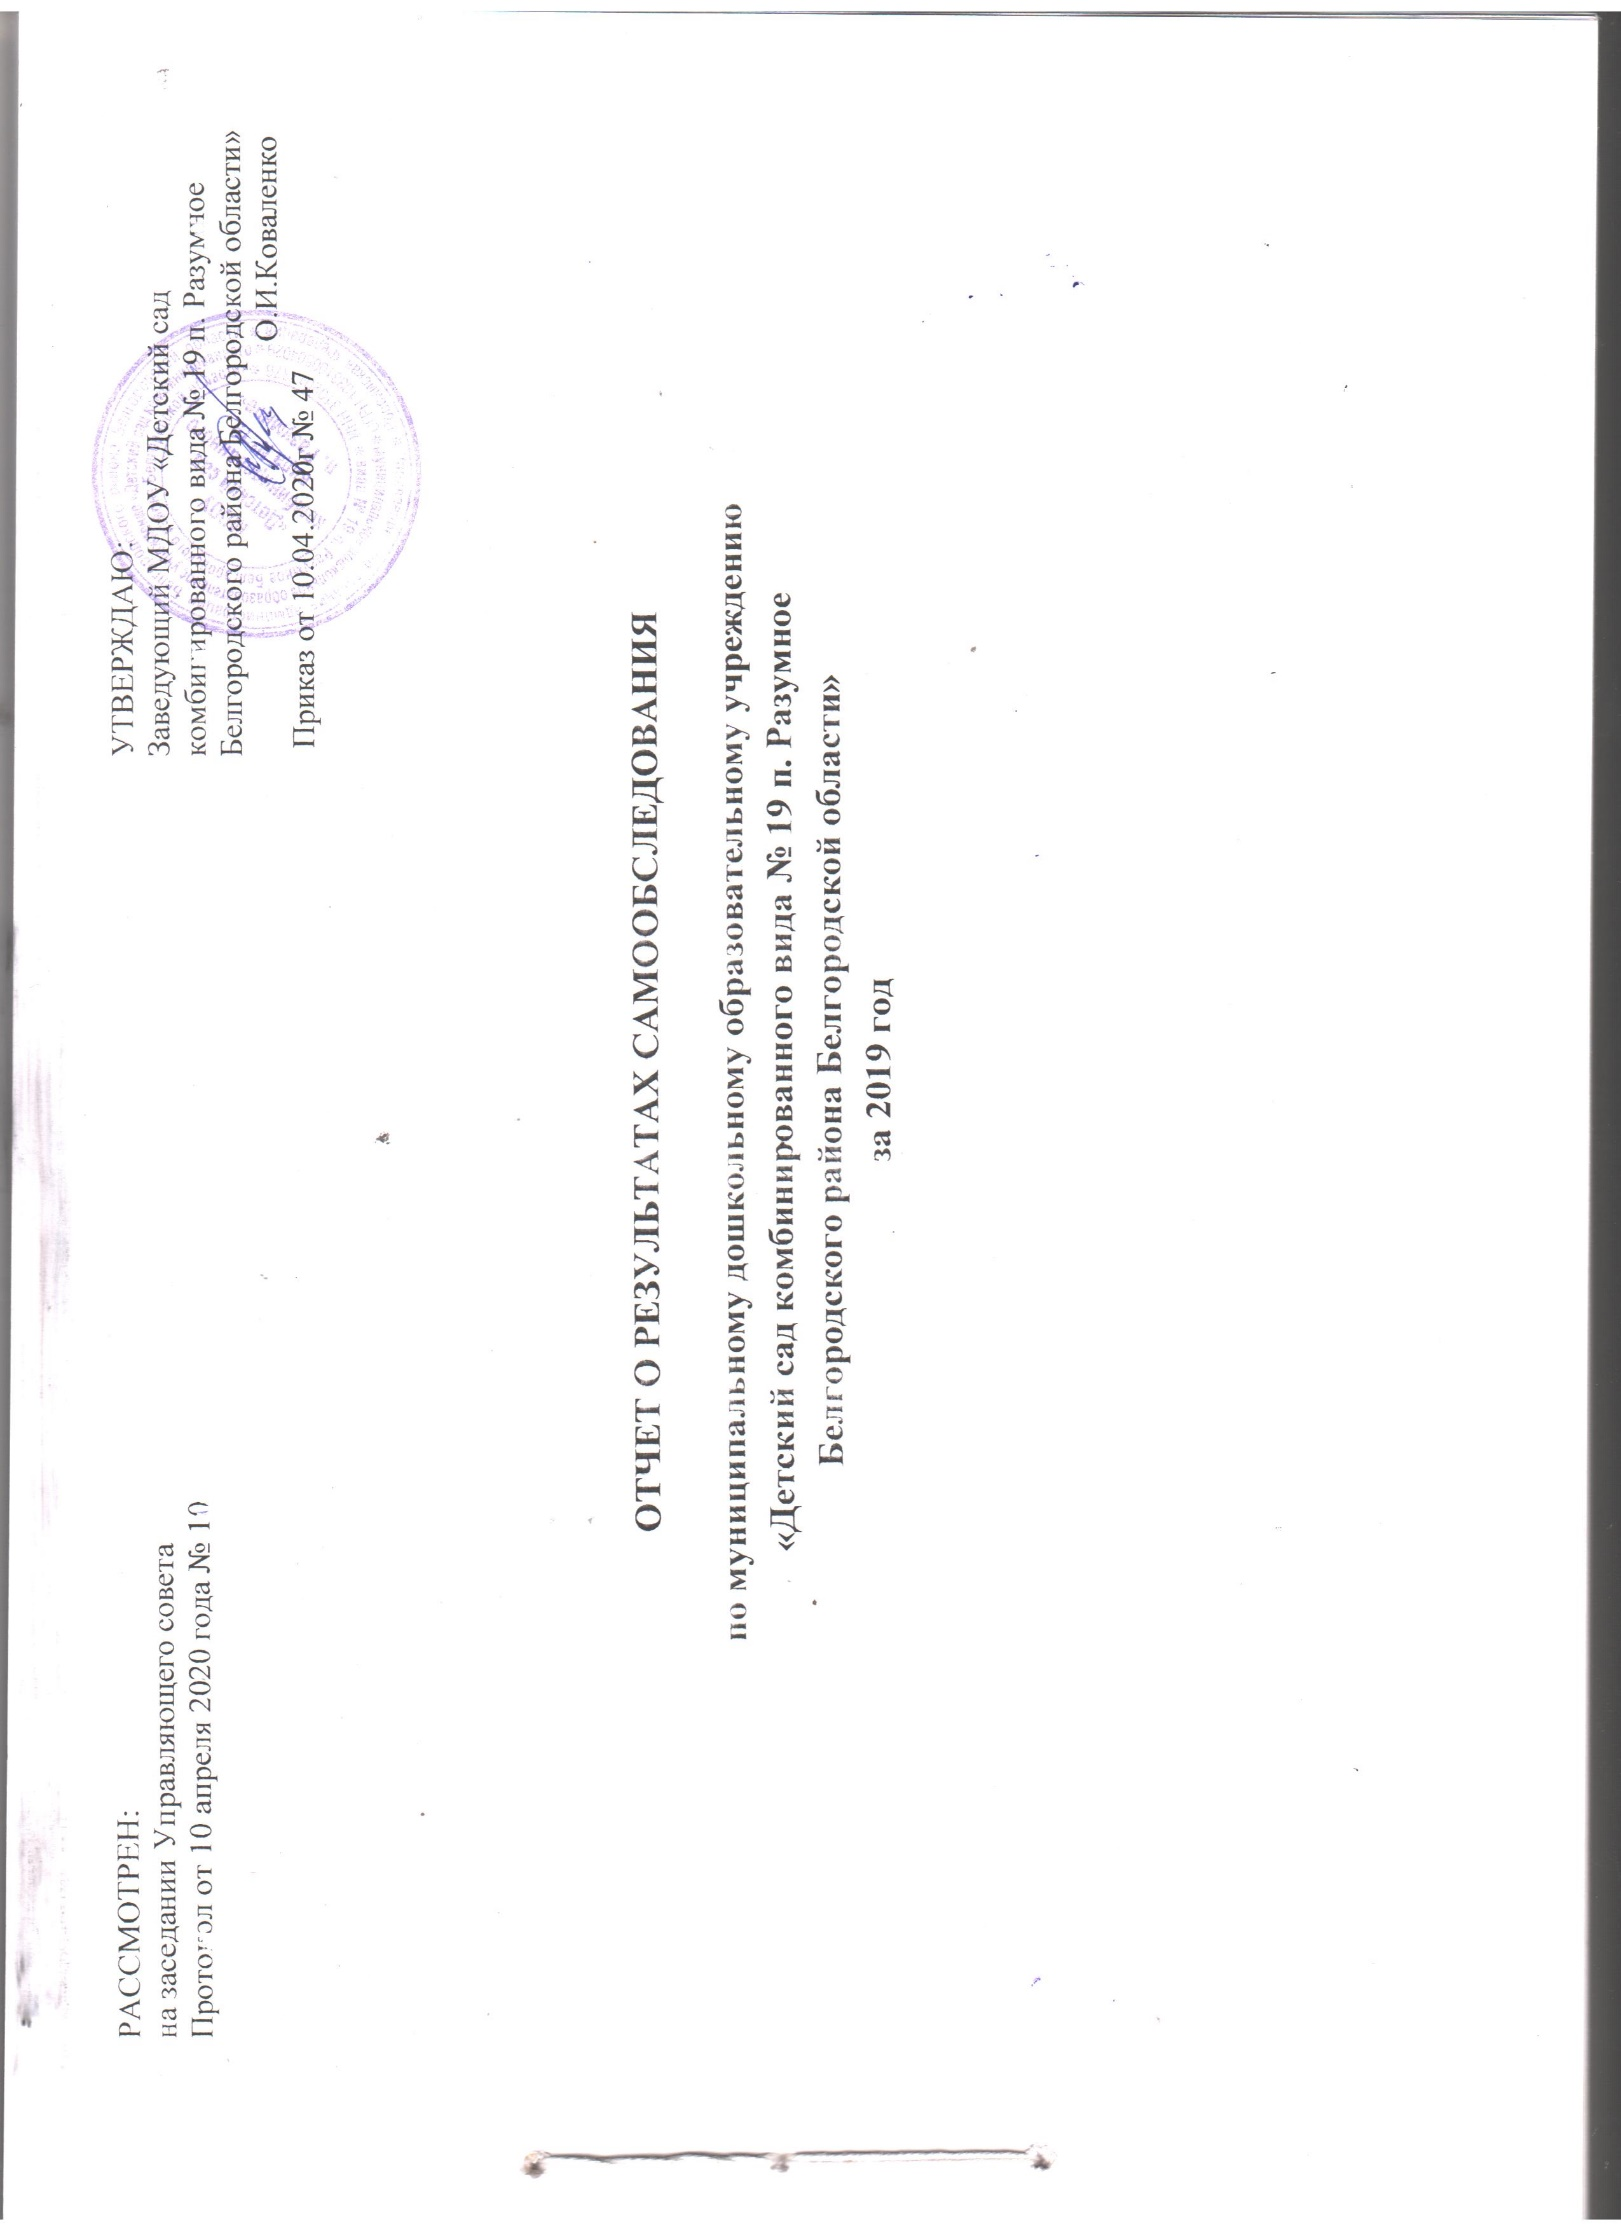 РАССМОТРЕН:
на заседании Управляющего совета
Протокол от 10 апреля 2020 года № 10
УТВЕРЖДАЮ:
Заведующий МДОУ «Детский сад
комбинированного вида № 19 п. Разумное
Белгородского района Белгородской области»
О.И.Коваленко
Приказ от 10.04.2020г № 47
ОТЧЕТ О РЕЗУЛЬТАТАХ САМООБСЛЕДОВАНИЯ
по муниципальному дошкольному образовательному учреждению
«Детский сад комбинированного вида № 19 п. Разумное
Белгородского района Белгородской области»
за 2019 год